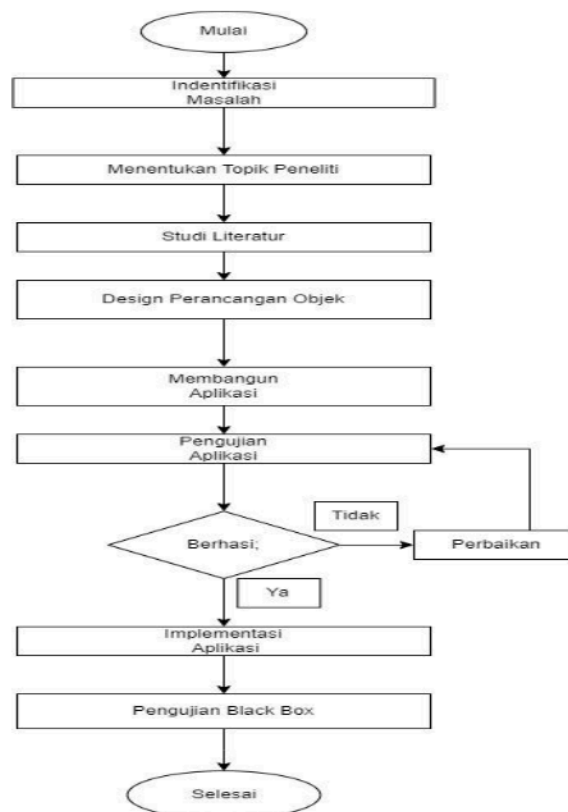 Mulai
Indentifikasi
Masalah
Menentukan Topik Peneliti
Studi Literatur
Design Perancangan Objek
Membangun
Aplikasi
Pengujian
Aplikasi
Tidak
Berhasi;
Perbaikan
Ya
Implementasi
Aplikasi
Pengujian Black Box
Selesai